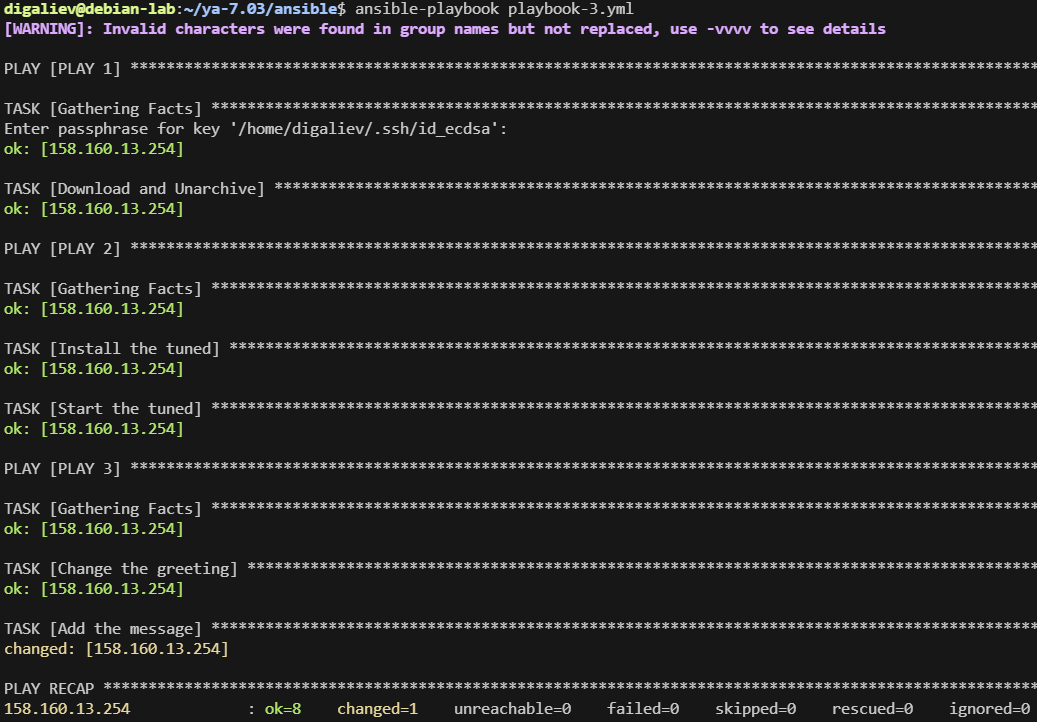 digaliev@debian-lab:~/ya-7.03/ansible$ ansible-playbook playbook-3.yml
[WARNING]: Invalid characters were found in group names but not replaced, use -vvvv to see details
PLAY [PLAY 1] *****************************************************************************************************
TASK [Gathering Facts] ********************************************************************************************
Enter passphrase for key '/home/digaliev/.ssh/id_ecdsa':
ok: [158.160.13.254]
TASK [Download and Unarchive] *************************************************************************************
ok: [158.160.13.254]
PLAY [PLAY 2] *****************************************************************************************************
TASK [Gathering Facts] ********************************************************************************************
ok: [158.160.13.254]
TASK [Install the tuned] ******************************************************************************************
ok: [158.160.13.254]
TASK [Start the tuned] ********************************************************************************************
ok: [158.160.13.254]
PLAY [PLAY 3] *****************************************************************************************************
TASK [Gathering Facts] ********************************************************************************************
ok: [158.160.13.254]
TASK [Change the greeting] ****************************************************************************************
ok: [158.160.13.254]
TASK [Add the message] ********************************************************************************************
changed: [158.160.13.254]
PLAY RECAP ********************************************************************************************************
158.160.13.254             : ok=8    changed=1    unreachable=0    failed=0    skipped=0    rescued=0    ignored=0